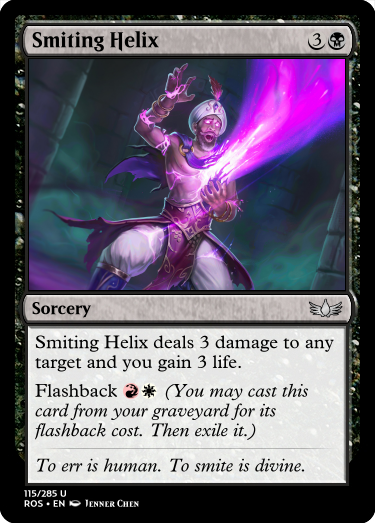 Smiting Helix 3
Sorcery
Smiting Helix deals 3 damage to any
target and you gain 3 life.
Flashback (You may cast this
card from your graveyard for its
flashback cost. Then exile it.)
To err is human. To smite is divine.
115/285 U
ROS • EN Jenner Chen